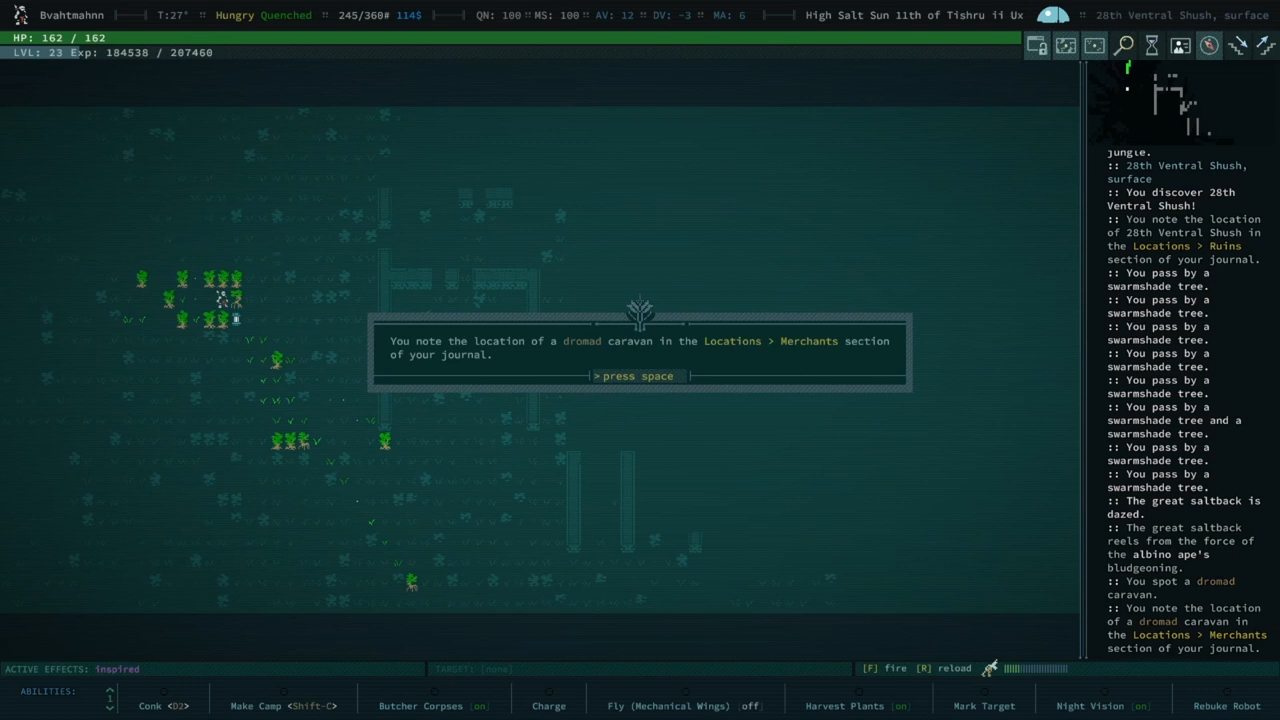 Bvahtmahnn T:27° :: Hungry Quenched :: 245/360# 114$ QN: 100 :: MS: 100 :: AV: 12 :: DV: -3 :: MA: 6 High Salt Sun 11th of Tishru ii Ux :: 28th Ventral Shush, surface
HP: 162 / 162
LVL: 23 Exp: 184538 / 207460
jungle.
:: 28th Ventral Shush,
surface
:: You discover 28th
Ventral Shush!
:: You note the location
of 28th Ventral Shush in
the Locations > Ruins
section of your journal.
:: You pass by a
swarmshade tree.
:: You pass by a
swarmshade tree.
:: You pass by a
swarmshade tree.
:: You pass by a
swarmshade tree.
:: You pass by a
swarmshade tree.
:: You pass by a
swarmshade tree and a
swarmshade tree.
:: You pass by a
swarmshade tree.
:: You pass by a
swarmshade tree.
:: The great saltback is
dazed.
:: The great saltback
reels from the force of
the albino ape's
bludgeoning.
:: You spot a dromad
caravan.
:: You note the location
of a dromad caravan in
the Locations > Merchants
section of your journal.
You note the location of a dromad caravan in the Locations > Merchants section
of your journal.
> press space
ACTIVE EFFECTS: inspired
TARGET: [none]
[F] fire [R] reload
ABILITIES: 1 Conk <D2> Make Camp <Shift-C> Butcher Corpses [on] Charge Fly (Mechanical Wings) [off] Harvest Plants [on] Mark Target Night Vision [on] Rebuke Robot